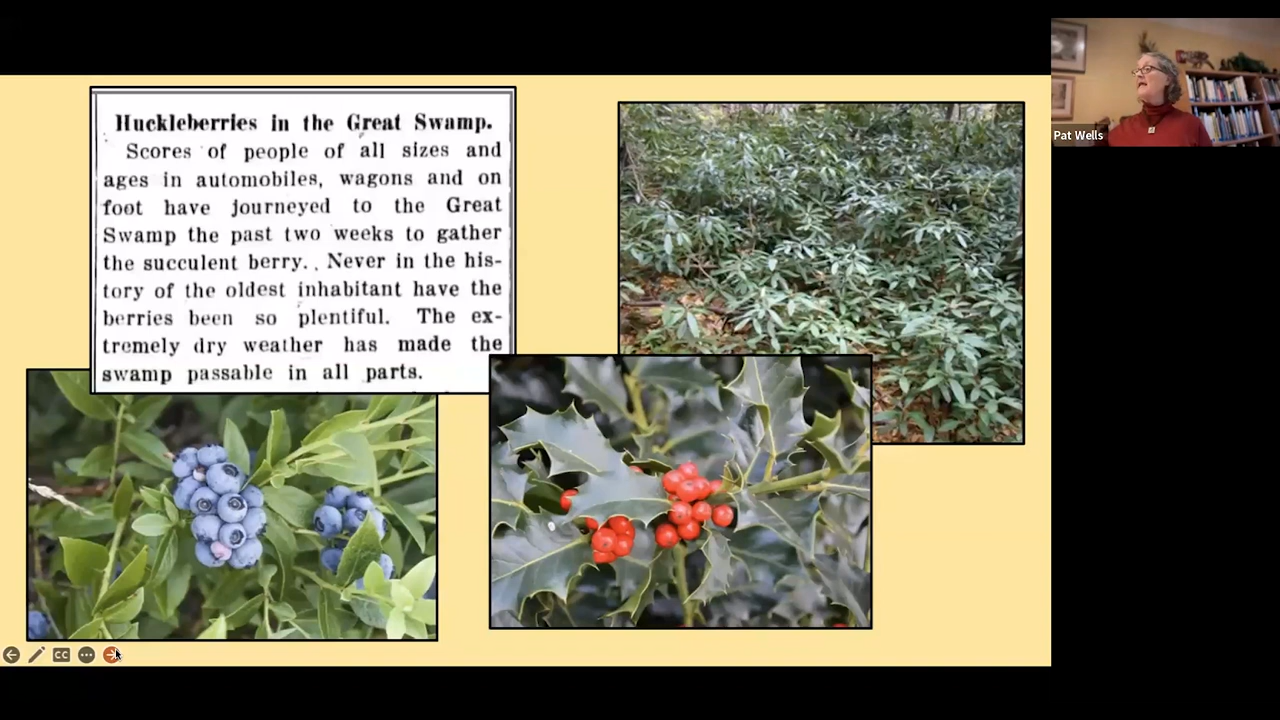 Huckleberries in the Great Swamp.
Scores of people of all sizes and
ages in automobiles, wagons and on
foot have journeyed to the Great
Swamp the past two weeks to gather
the succulent berry. Never in the his-
tory of the oldest inhabitant have the
berries been so plentiful. The ex-
tremely dry weather has made the
swamp passable in all parts.
Pat Wells
CC